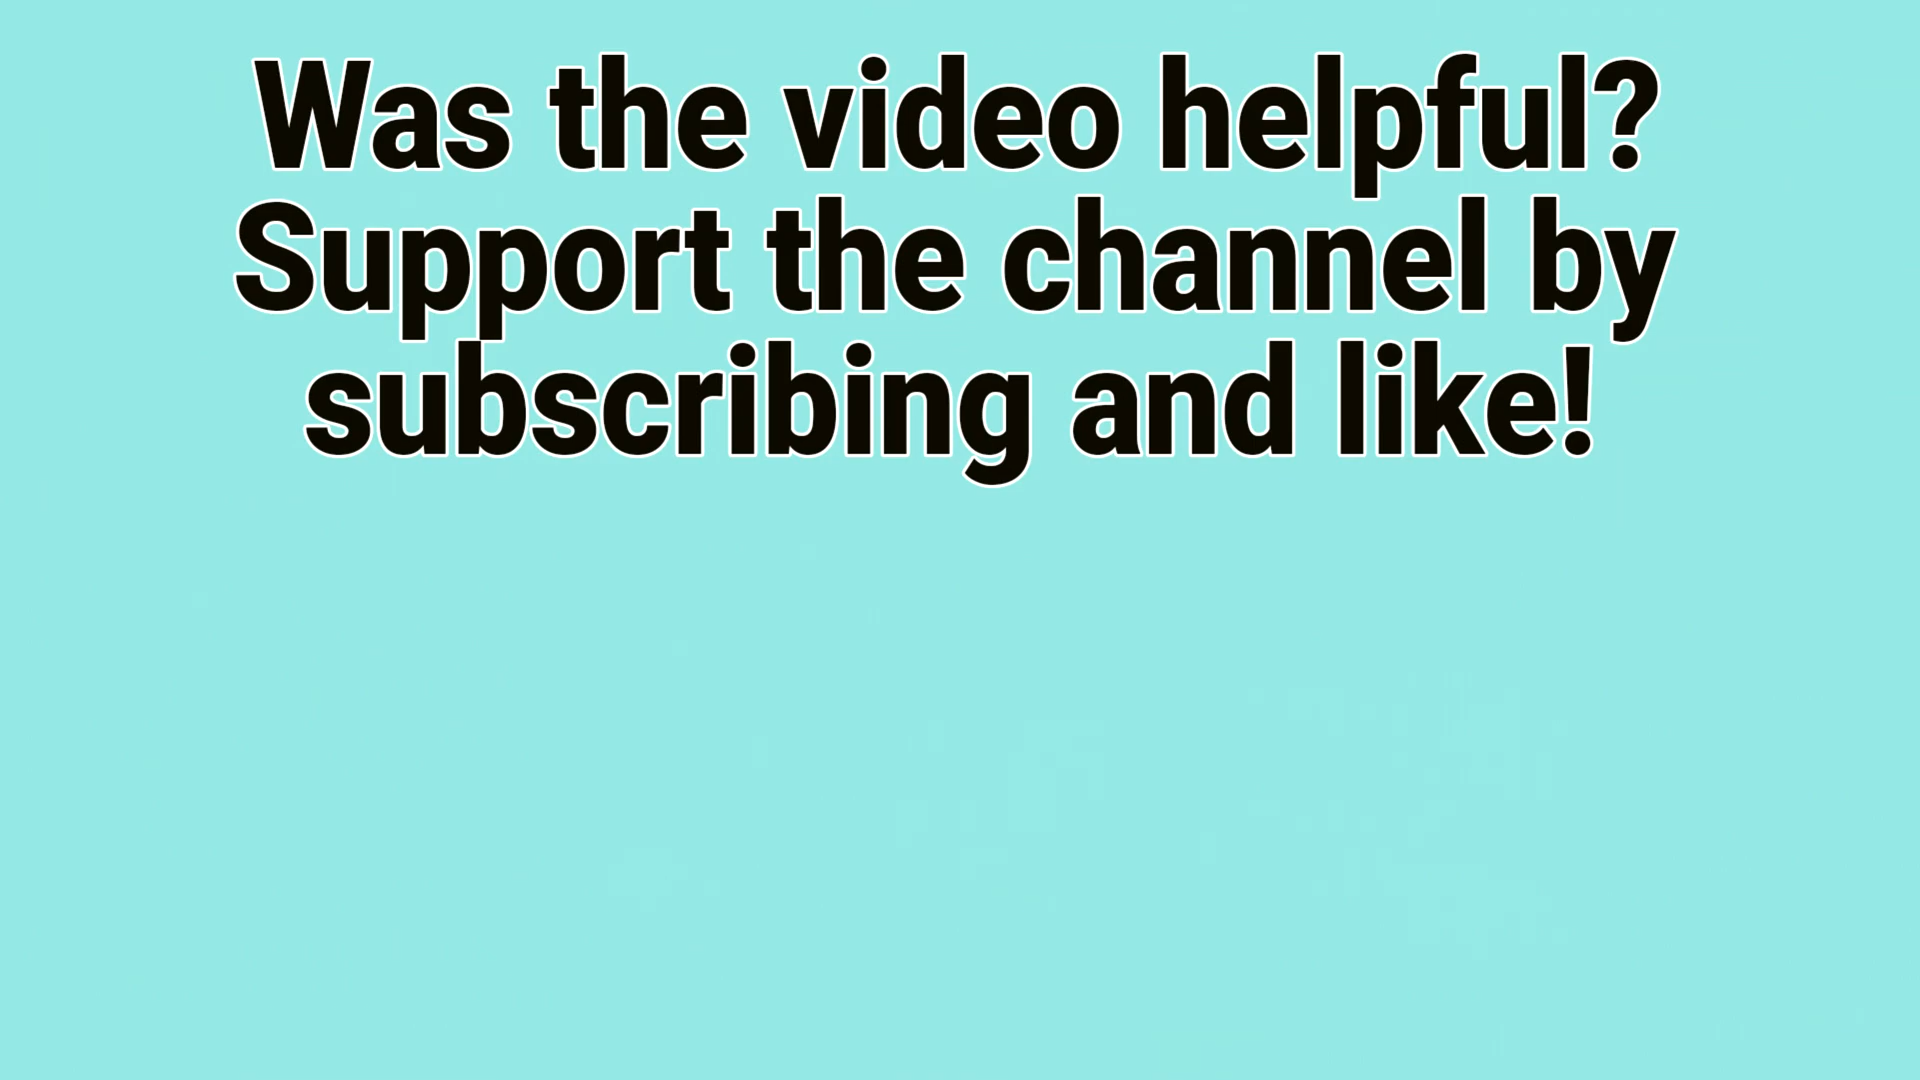 Was the video helpful?
Support the channel by
subscribing and like!